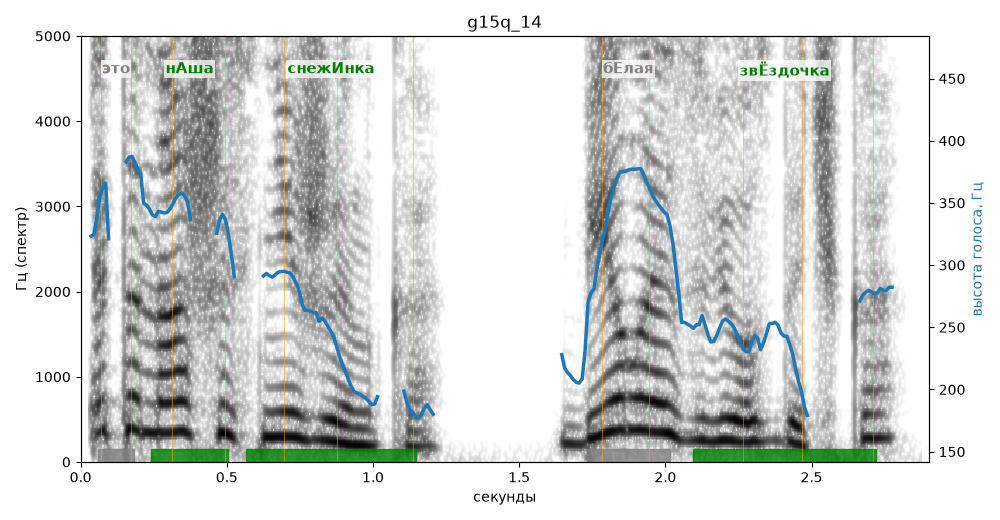 g15q_14
это нАша снежИнка бЕлая звЁздочка
Гц (спектр)
5000
4000
3000
2000
1000
0
450
400
350
300
250
200
150
высота голоса, Гц
0.0 0.5 1.0 1.5 2.0 2.5
секунды